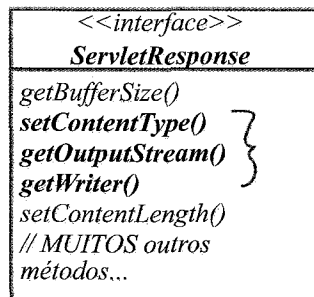 <<interface>>
ServletResponse
getBufferSize()
setContentType()
getOutputStream()
getWriter()
setContentLength()
// MUITOS outros
métodos...